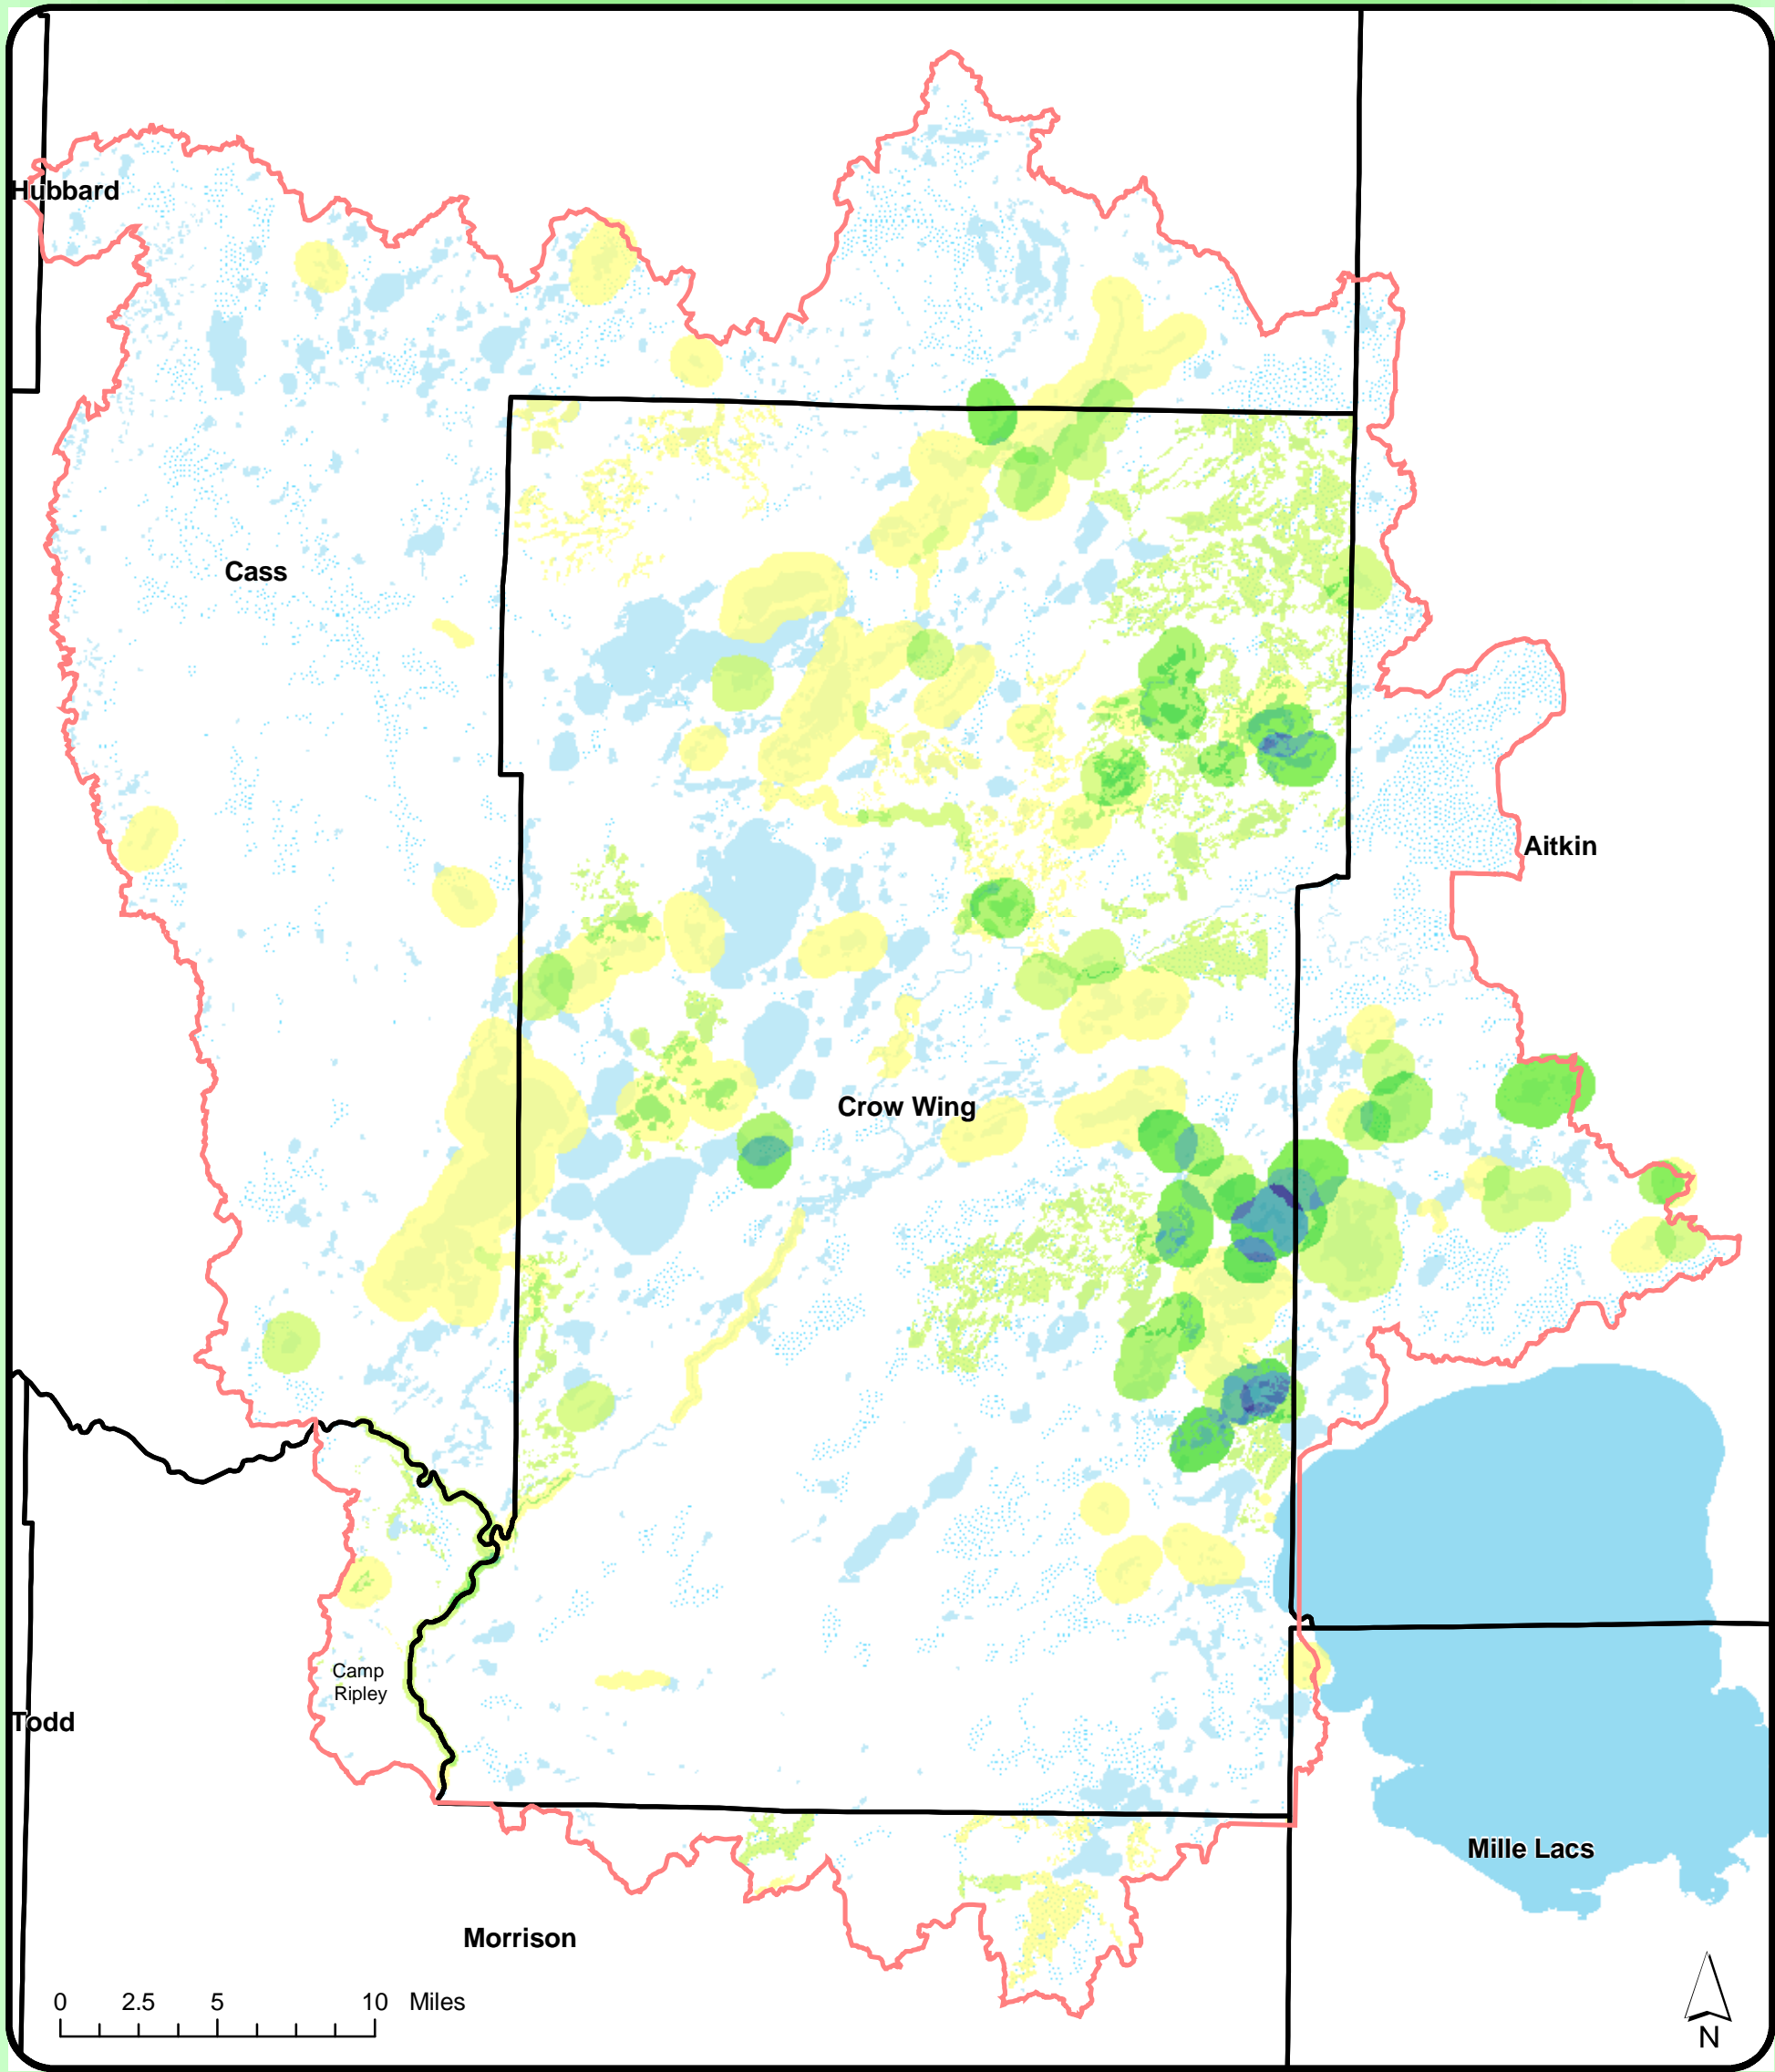 Hubbard
Cass
Aitkin
Crow Wing
Camp
Ripley
Todd
Mille Lacs
Morrison
0 2.5 5 10 Miles
N